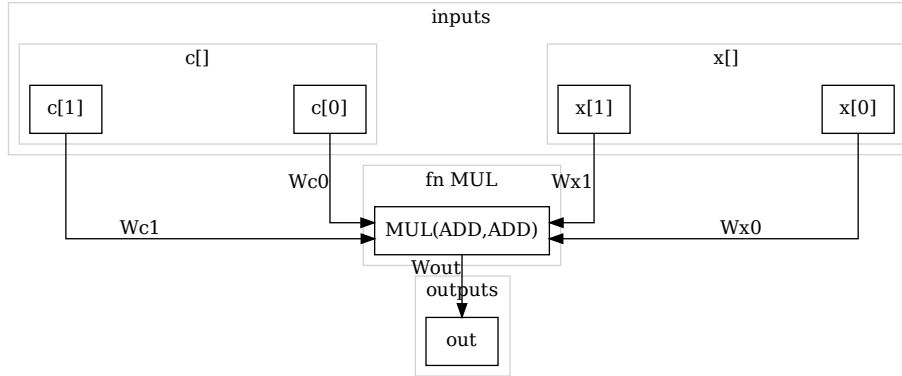 inputs
c[]
x[]
c[1]
c[0]
x[1]
x[0]
Wc0
fn MUL
Wx1
Wc1
MUL(ADD,ADD)
Wx0
Wout
outputs
out